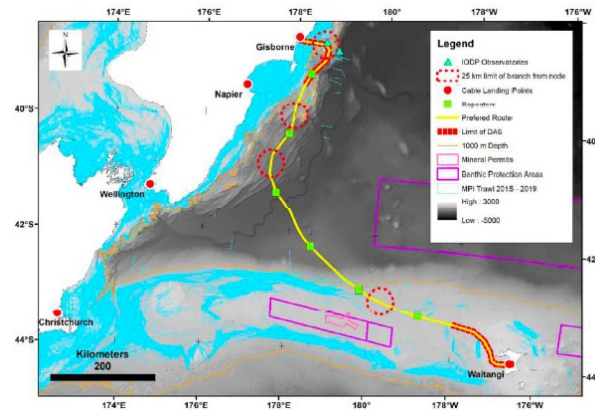 174°E
176°E
178°E
180°
178°W
176°W
N
Gisborne
Napier
Wellington
Christchurch
Waitangi
40°S
42°S
44°S
Kilometers
200
Legend
IODP Observatories
25 km limit of branch from node
Cable Landing Points
Repeaters
Prefered Route
Limit of DAS
1000 m Depth
Mineral Permits
Benthic Protection Areas
MPI Trawl 2015 - 2019
High : 3000
Low : -5000
42
44
174°E
176°E
178°E
180°
178°W
176°W